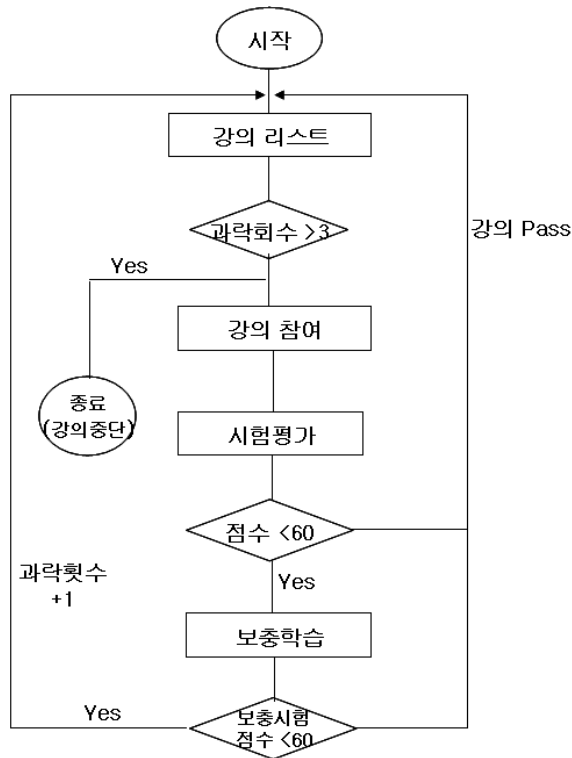 시작
강의 리스트
과락회수 >3
강의 Pass
Yes
강의 참여
종료
(강의중단)
시험평가
점수 <60
과락횟수
+1
Yes
보충학습
Yes
보충시험
점수 <60